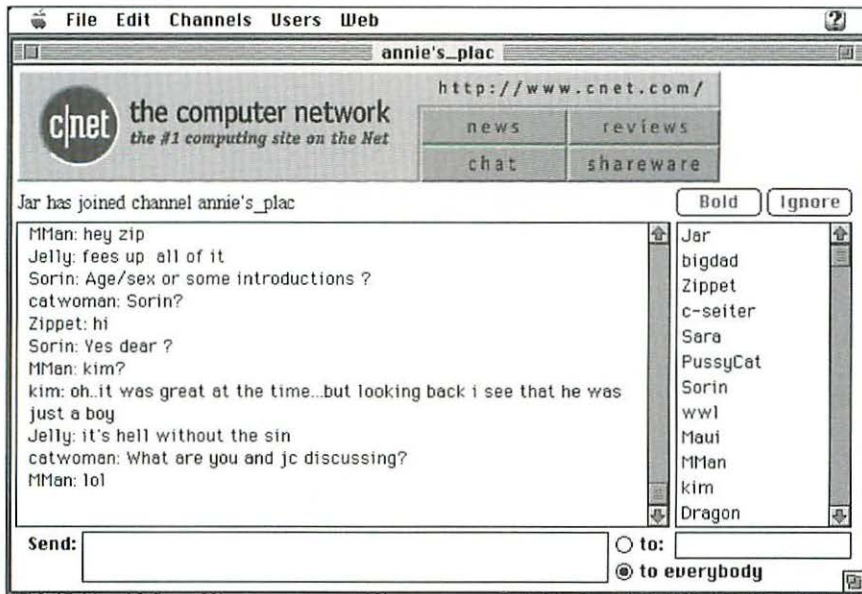 File Edit Channels Users Web
annie's_plac
c|net
the computer network
the #1 computing site on the Net
http://www.cnet.com/
news
reviews
chat
shareware
Jar has joined channel annie's_plac
Bold
Ignore
MMan: hey zip
Jelly: fees up all of it
Sorin: Age/sex or some introductions ?
catwoman: Sorin?
Zippet: hi
Sorin: Yes dear ?
MMan: kim?
kim: oh..it was great at the time...but looking back i see that he was
just a boy
Jelly: it's hell without the sin
catwoman: What are you and jc discussing?
MMan: lol
Jar
bigdad
Zippet
c-seiter
Sara
PussyCat
Sorin
wwl
Maui
MMan
kim
Dragon
Send:
to:
to everybody